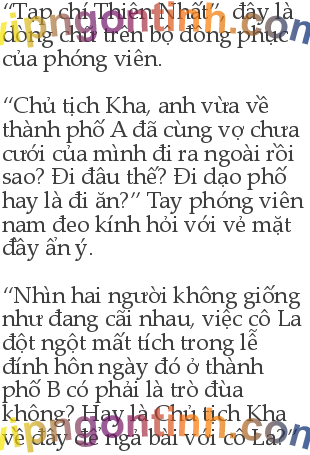 “Tạp chí Thiên Nhất”, đây là
dòng chữ trên bộ đồng phục
của phóng viên.
“Chủ tịch Kha, anh vừa về
thành phố A đã cùng vợ chưa
cưới của mình đi ra ngoài rồi
sao? Đi đâu thế? Đi dạo phố
hay là đi ăn?” Tay phóng viên
nam đeo kính hỏi với vẻ mặt
đầy ẩn ý.
“Nhìn hai người không giống
như đang cãi nhau, việc cô La
đột ngột mất tích trong lễ
đính hôn ngày đó ở thành
phố B có phải là trò đùa
không? Hay là Chủ tịch Kha
về đây để ngả bài với cô La?”
vipngontinh.com
vipngontinh.com